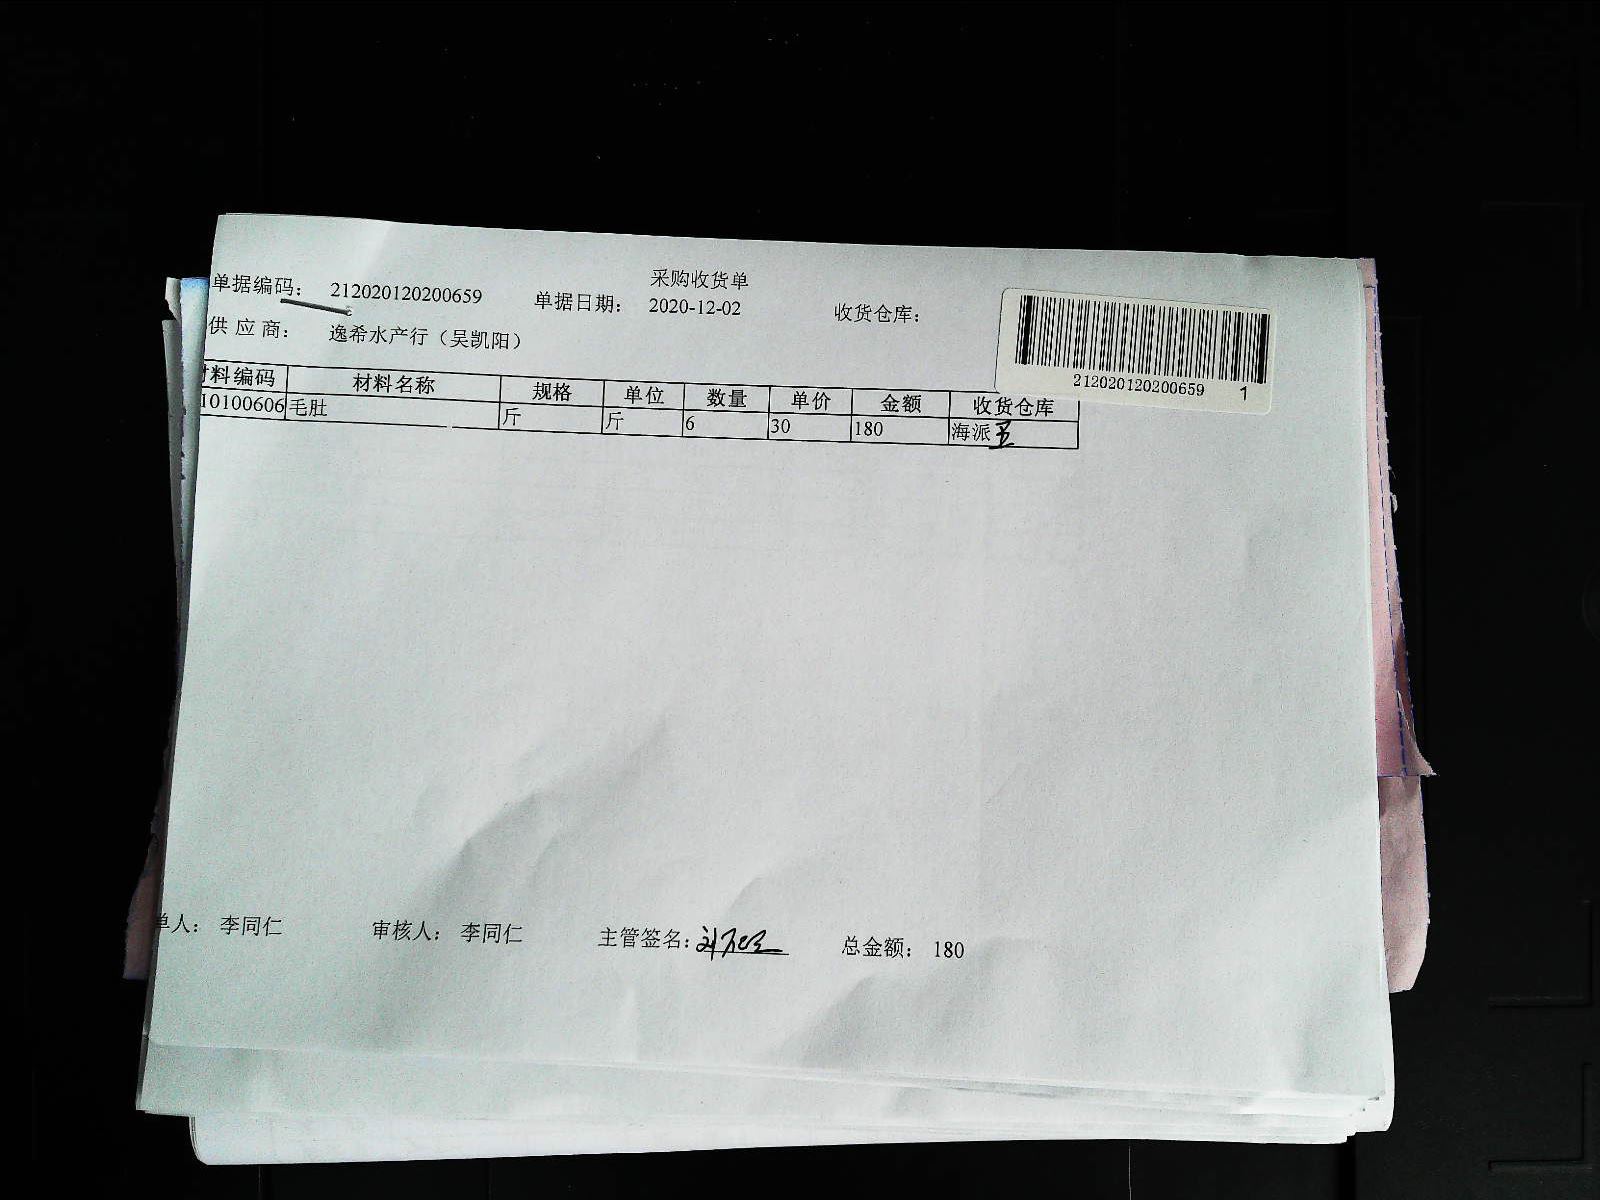 采购收货单
单据编码： 212020120200659 单据日期： 2020-12-02 收货仓库：
供 应 商： 逸希水产行（吴凯阳）
212020120200659 1
材料编码 材料名称 规格 单位 数量 单价 金额 收货仓库
10100606 毛肚 斤 斤 6 30 180 海派
单人： 李同仁 审核人： 李同仁 主管签名： 总金额： 180